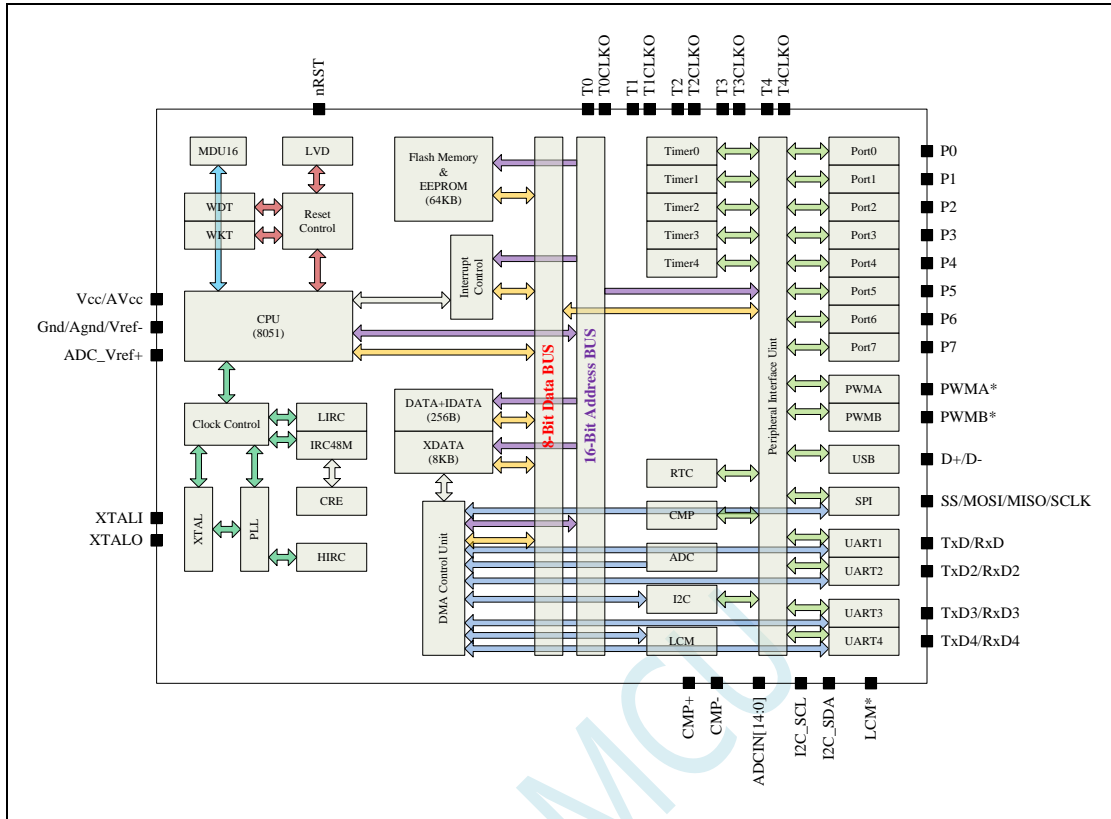 nRST
T0
T0CLKO
T1
T1CLKO
T2
T2CLKO
T3
T3CLKO
T4
T4CLKO
MDU16
LVD
WDT
WKT
Reset
Control
Flash Memory
&
EEPROM
(64KB)
Interrupt
Control
Vcc/AVcc
Gnd/Agnd/Vref-
ADC_Vref+
CPU
(8051)
Clock Control
LIRC
IRC48M
CRE
XTAL
PLL
HIRC
XTALI
XTALO
DATA+IDATA
(256B)
XDATA
(8KB)
DMA Control Unit
8-Bit Data BUS
16-Bit Address BUS
Timer0
Timer1
Timer2
Timer3
Timer4
RTC
CMP
ADC
I2C
LCM
Peripheral Interface Uint
Port0
Port1
Port2
Port3
Port4
Port5
Port6
Port7
PWMA
PWMB
USB
SPI
UART1
UART2
UART3
UART4
P0
P1
P2
P3
P4
P5
P6
P7
PWMA*
PWMB*
D+/D-
SS/MOSI/MISO/SCLK
TxD/RxD
TxD2/RxD2
TxD3/RxD3
TxD4/RxD4
CMP+
CMP-
ADCIN[14:0]
I2C_SCL
I2C_SDA
LCM*
MCU